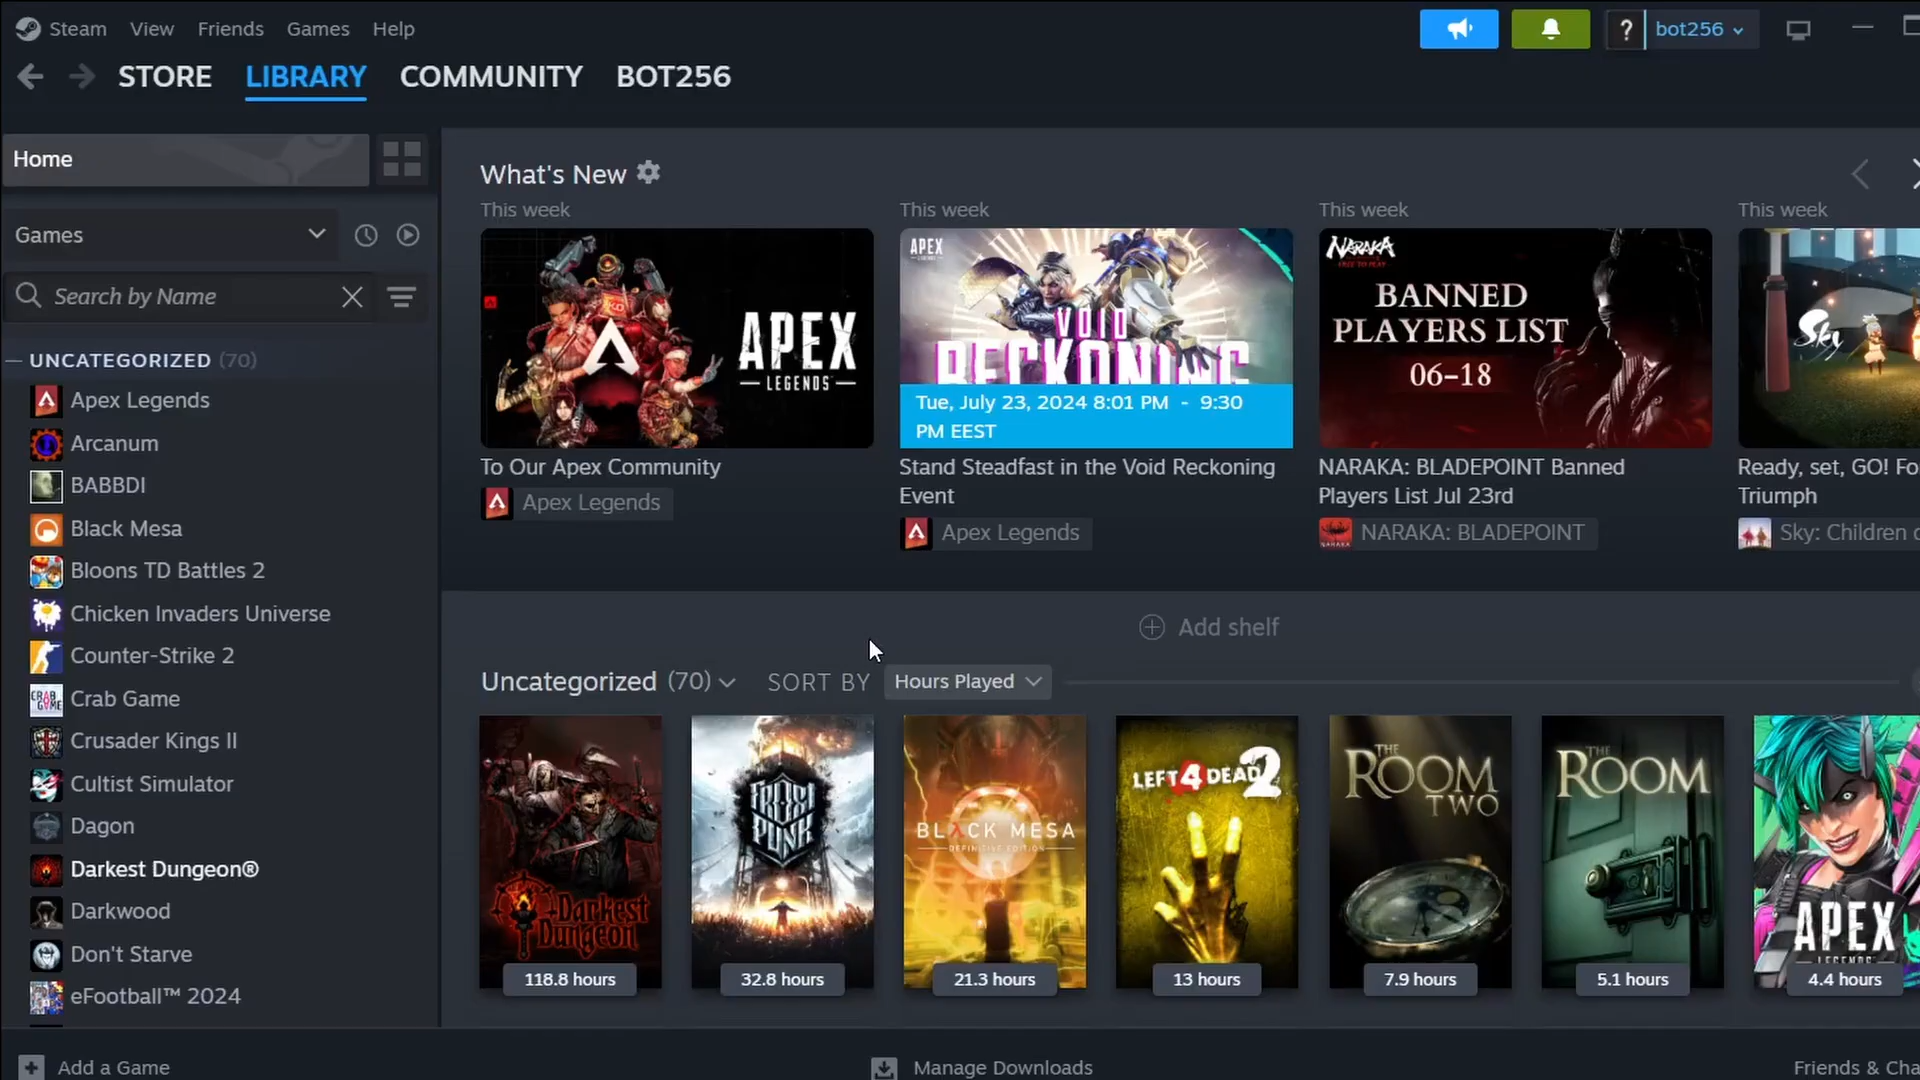 Steam View Friends Games Help
? bot256
STORE LIBRARY COMMUNITY BOT256
Home
What's New
Games
Search by Name
UNCATEGORIZED (70)
Apex Legends
Arcanum
BABBDI
Black Mesa
Bloons TD Battles 2
Chicken Invaders Universe
Counter-Strike 2
Crab Game
Crusader Kings II
Cultist Simulator
Dagon
Darkest Dungeon®
Darkwood
Don't Starve
eFootball™ 2024
This week
APEX
LEGENDS
To Our Apex Community
Apex Legends
This week
APEX
VOID
RECKONING
Tue, July 23, 2024 8:01 PM - 9:30
PM EEST
Stand Steadfast in the Void Reckoning
Event
Apex Legends
This week
NARAKA
BANNED
PLAYERS LIST
06-18
NARAKA: BLADEPOINT Banned
Players List Jul 23rd
NARAKA: BLADEPOINT
This week
Sky
Ready, set, GO! Fo
Triumph
Sky: Children
Add shelf
Uncategorized (70) SORT BY Hours Played
Darkest
Dungeon
118.8 hours
FROST
PUNK
32.8 hours
BLACK MESA
DEFINITIVE EDITION
21.3 hours
LEFT 4 DEAD 2
13 hours
THE
ROOM
TWO
7.9 hours
THE
ROOM
5.1 hours
APEX
LEGENDS
4.4 hours
Add a Game
Manage Downloads
Friends & Cha